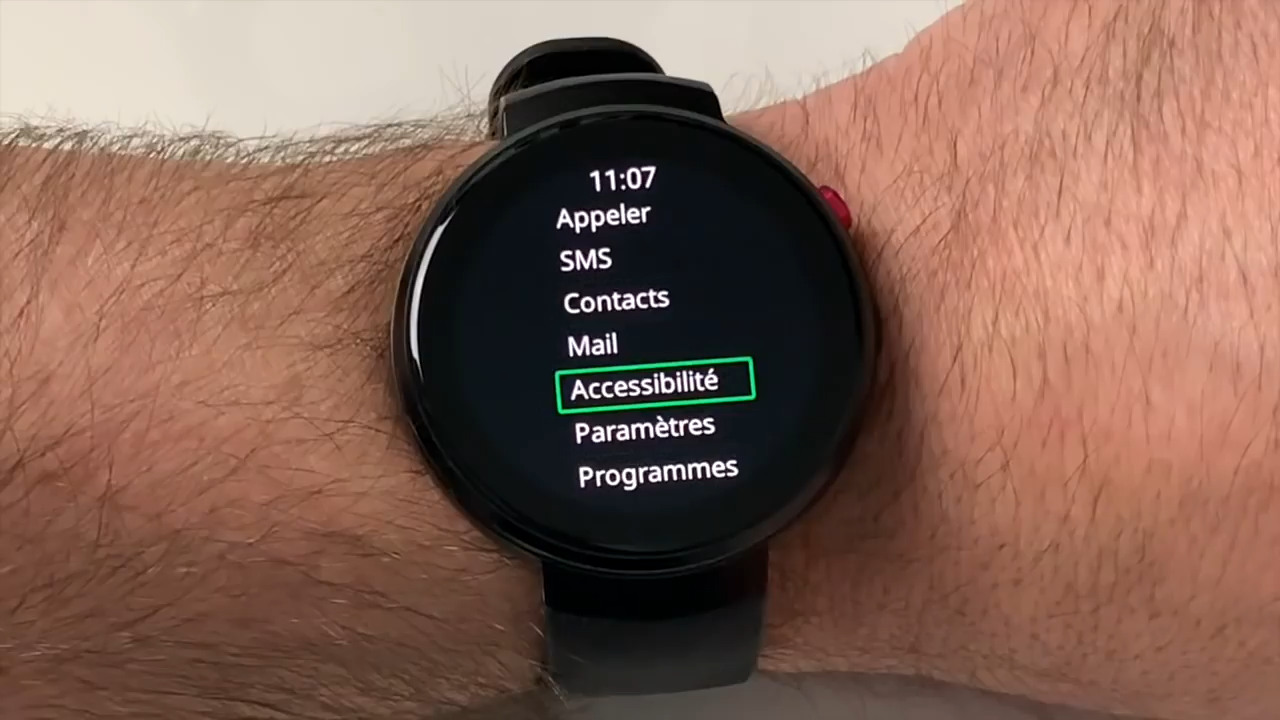 11:07
Appeler
SMS
Contacts
Mail
Accessibilité
Paramètres
Programmes